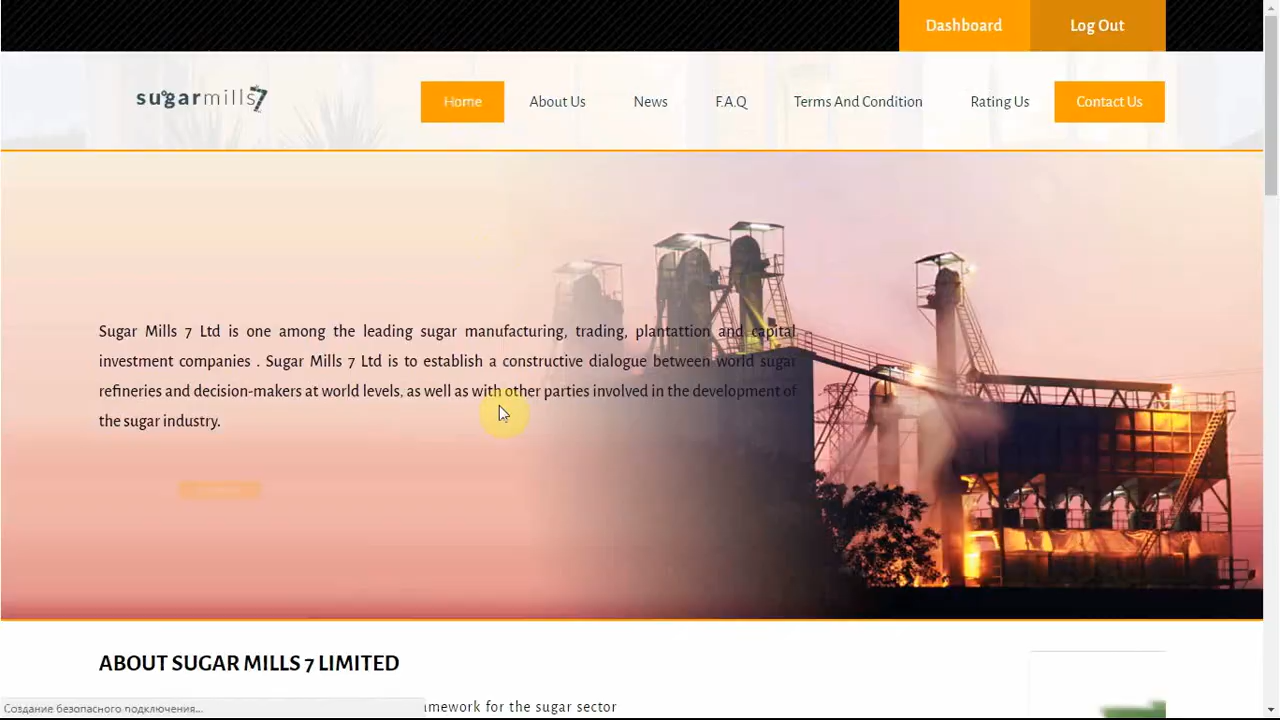 Dashboard
Log Out
sugarmills7
Home
About Us
News
F.A.Q
Terms And Condition
Rating Us
Contact Us
Sugar Mills 7 Ltd is one among the leading sugar manufacturing, trading, plantattion and capital
investment companies . Sugar Mills 7 Ltd is to establish a constructive dialogue between world sugar
refineries and decision-makers at world levels, as well as with other parties involved in the development of
the sugar industry.
ABOUT SUGAR MILLS 7 LIMITED
amework for the sugar sector
Создание безопасного подключения...